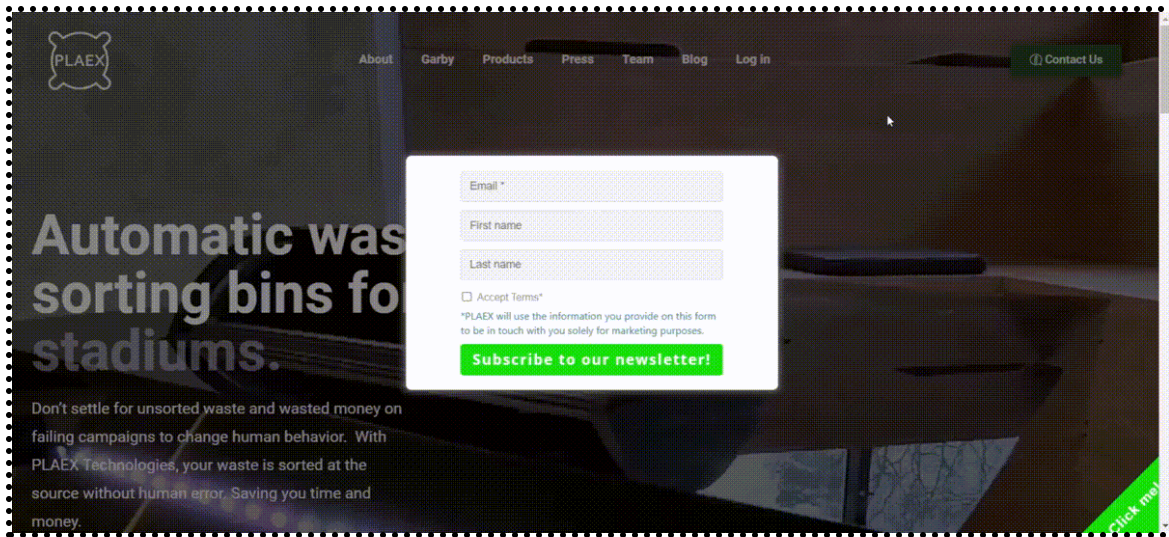 PLAEX
About Garby Products Press Team Blog Log in
Contact Us
Email *
First name
Last name
Accept Terms*
*PLAEX will use the information you provide on this form
to be in touch with you solely for marketing purposes.
Subscribe to our newsletter!
Automatic was
sorting bins fo
stadiums.
Don't settle for unsorted waste and wasted money on
failing campaigns to change human behavior. With
PLAEX Technologies, your waste is sorted at the
source without human error. Saving you time and
money.
Click me!